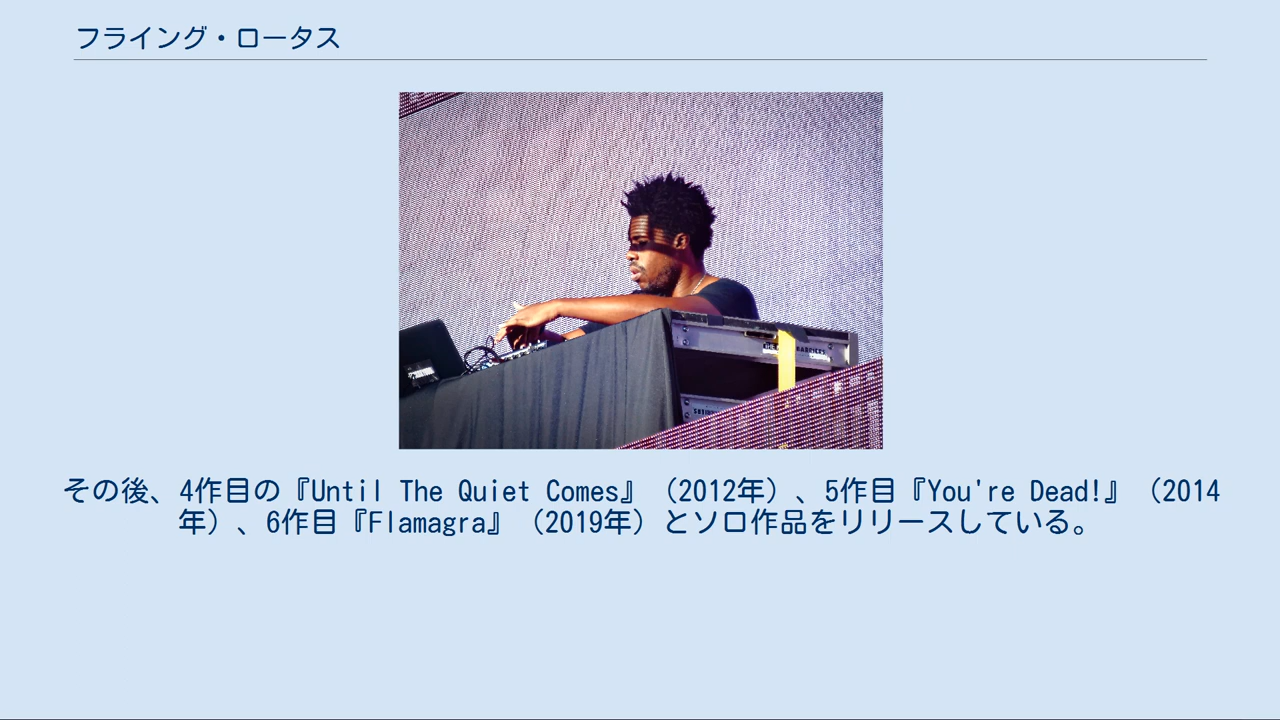 フライング・ロータス
その後、4作目の『Until The Quiet Comes』（2012年）、5作目『You're Dead!』（2014
年）、6作目『Flamagra』（2019年）とソロ作品をリリースしている。